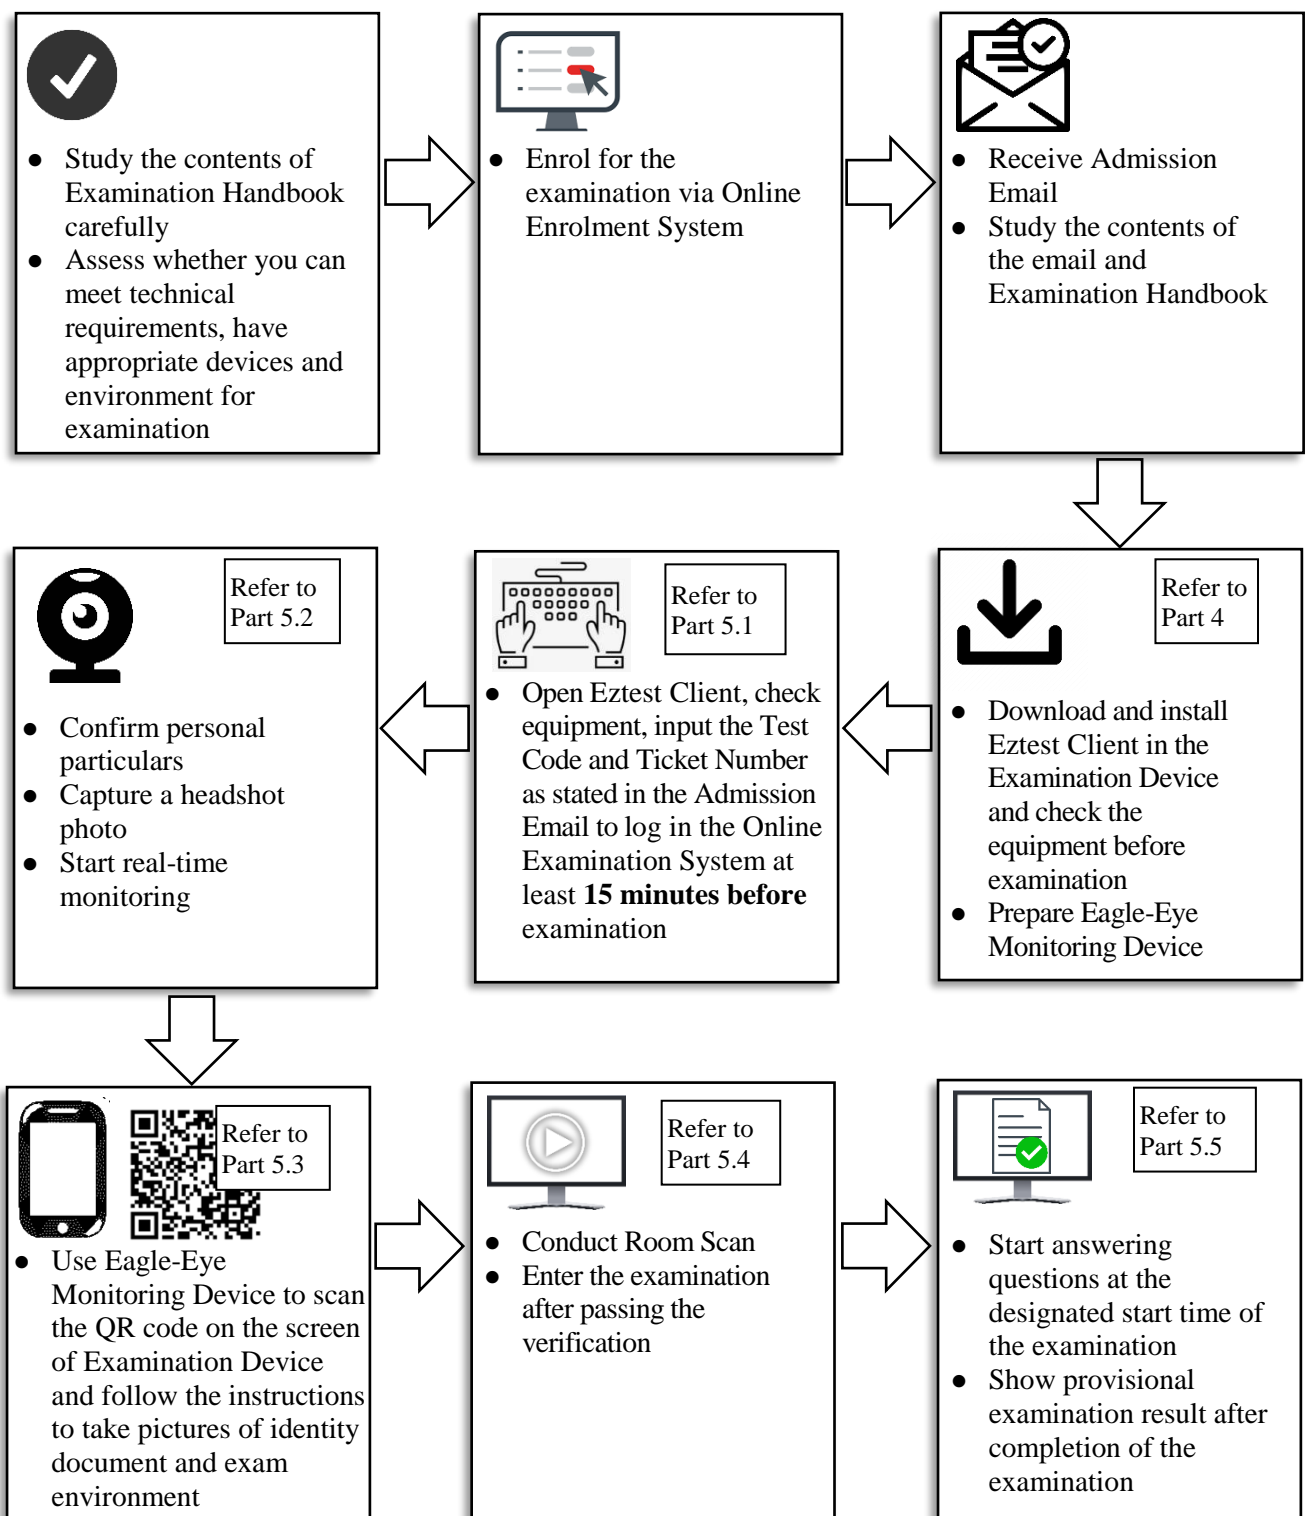 ● Study the contents of
Examination Handbook
carefully
● Assess whether you can
meet technical
requirements, have
appropriate devices and
environment for
examination
● Enrol for the
examination via Online
Enrolment System
● Receive Admission
Email
● Study the contents of
the email and
Examination Handbook
Refer to
Part 4
● Download and install
Eztest Client in the
Examination Device
and check the
equipment before
examination
● Prepare Eagle-Eye
Monitoring Device
Refer to
Part 5.1
● Open Eztest Client, check
equipment, input the Test
Code and Ticket Number
as stated in the Admission
Email to log in the Online
Examination System at
least 15 minutes before
examination
Refer to
Part 5.2
● Confirm personal
particulars
● Capture a headshot
photo
● Start real-time
monitoring
Refer to
Part 5.3
● Use Eagle-Eye
Monitoring Device to scan
the QR code on the screen
of Examination Device
and follow the instructions
to take pictures of identity
document and exam
environment
Refer to
Part 5.4
● Conduct Room Scan
● Enter the examination
after passing the
verification
Refer to
Part 5.5
● Start answering
questions at the
designated start time of
the examination
● Show provisional
examination result after
completion of the
examination